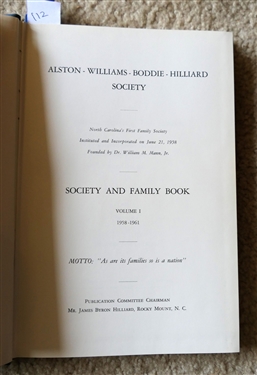 112
ALSTON - WILLIAMS - BODDIE - HILLIARD
SOCIETY
North Carolina's First Family Society
Instituted and Incorporated on June 21, 1958
Founded by Dr. William M. Mann, Jr.
SOCIETY AND FAMILY BOOK
VOLUME I
1958-1961
MOTTO: "As are its families so is a nation"
PUBLICATION COMMITTEE CHAIRMAN
MR. JAMES BYRON HILLIARD, ROCKY MOUNT, N. C.